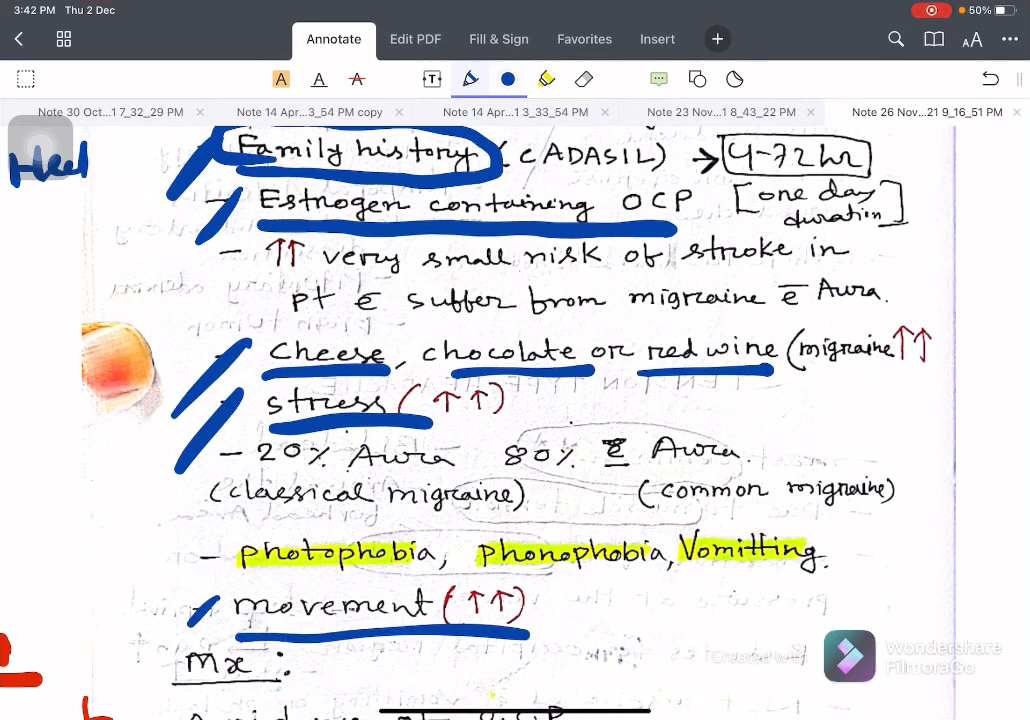 3:42 PM Thu 2 Dec
50%
Annotate Edit PDF Fill & Sign Favorites Insert
Note 30 Oct...1 7_32_29 PM Note 14 Apr...3_54 PM copy Note 14 Apr...1 3_33_54 PM Note 23 Nov...1 8_43_22 PM Note 26 Nov...21 9_16_51 PM
Family history (CADASIL) → 4-72 hr
- Estrogen containing OCP [one day duration]
- ↑↑ very small risk of stroke in
pt c̄ suffer from migraine c̄ Aura.
- Cheese, chocolate or red wine (migraine ↑↑
- stress (↑↑)
- 20% Aura 80% c̄ Aura.
(classical migraine) (common migraine)
- photophobia, phonophobia, Vomitting.
- movement (↑↑)
Mx :
Created with
Wondershare
FilmoraGo